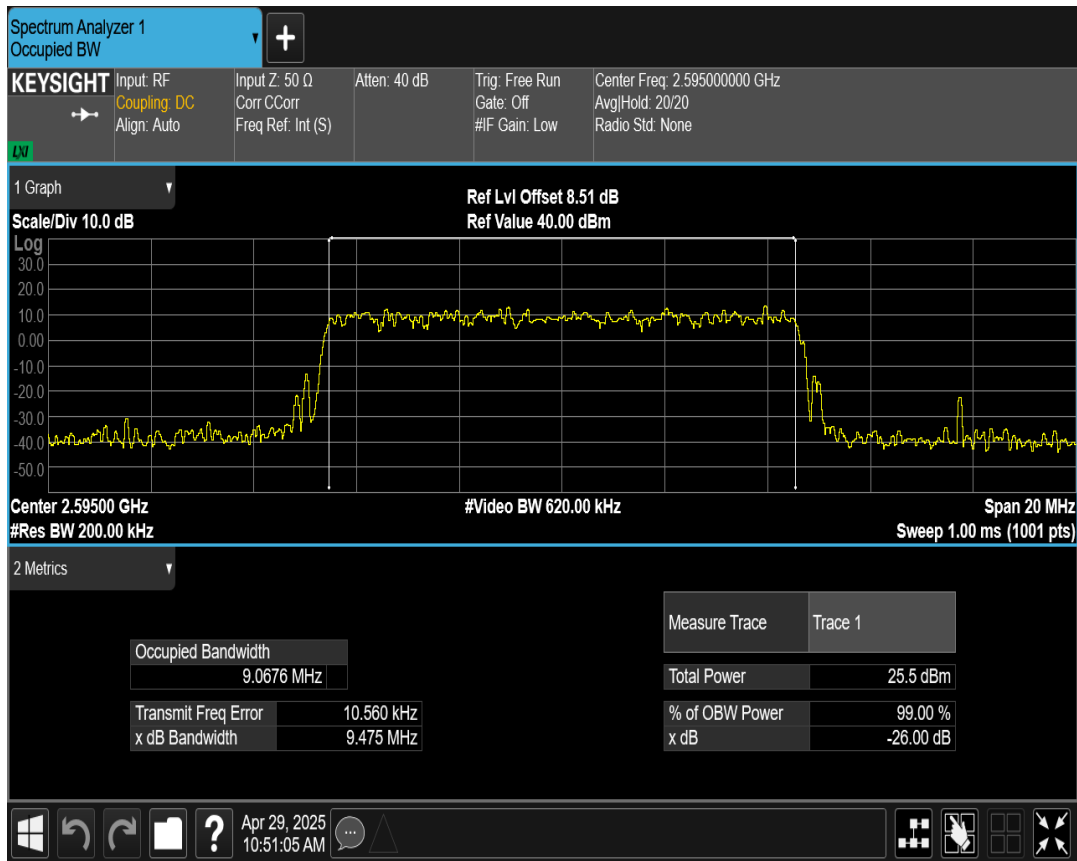 Spectrum Analyzer 1
Occupied BW
KEYSIGHT
LXI
Input: RF
Coupling: DC
Align: Auto
Input Z: 50 Ω
Corr CCorr
Freq Ref: Int (S)
Atten: 40 dB
Trig: Free Run
Gate: Off
#IF Gain: Low
Center Freq: 2.595000000 GHz
Avg|Hold: 20/20
Radio Std: None
1 Graph
Scale/Div 10.0 dB
Ref Lvl Offset 8.51 dB
Ref Value 40.00 dBm
Log
30.0
20.0
10.0
0.00
-10.0
-20.0
-30.0
-40.0
-50.0
Center 2.59500 GHz
#Res BW 200.00 kHz
#Video BW 620.00 kHz
Span 20 MHz
Sweep 1.00 ms (1001 pts)
2 Metrics
Occupied Bandwidth
9.0676 MHz
Transmit Freq Error 10.560 kHz
x dB Bandwidth 9.475 MHz
Measure Trace Trace 1
Total Power 25.5 dBm
% of OBW Power 99.00 %
x dB -26.00 dB
Apr 29, 2025
10:51:05 AM